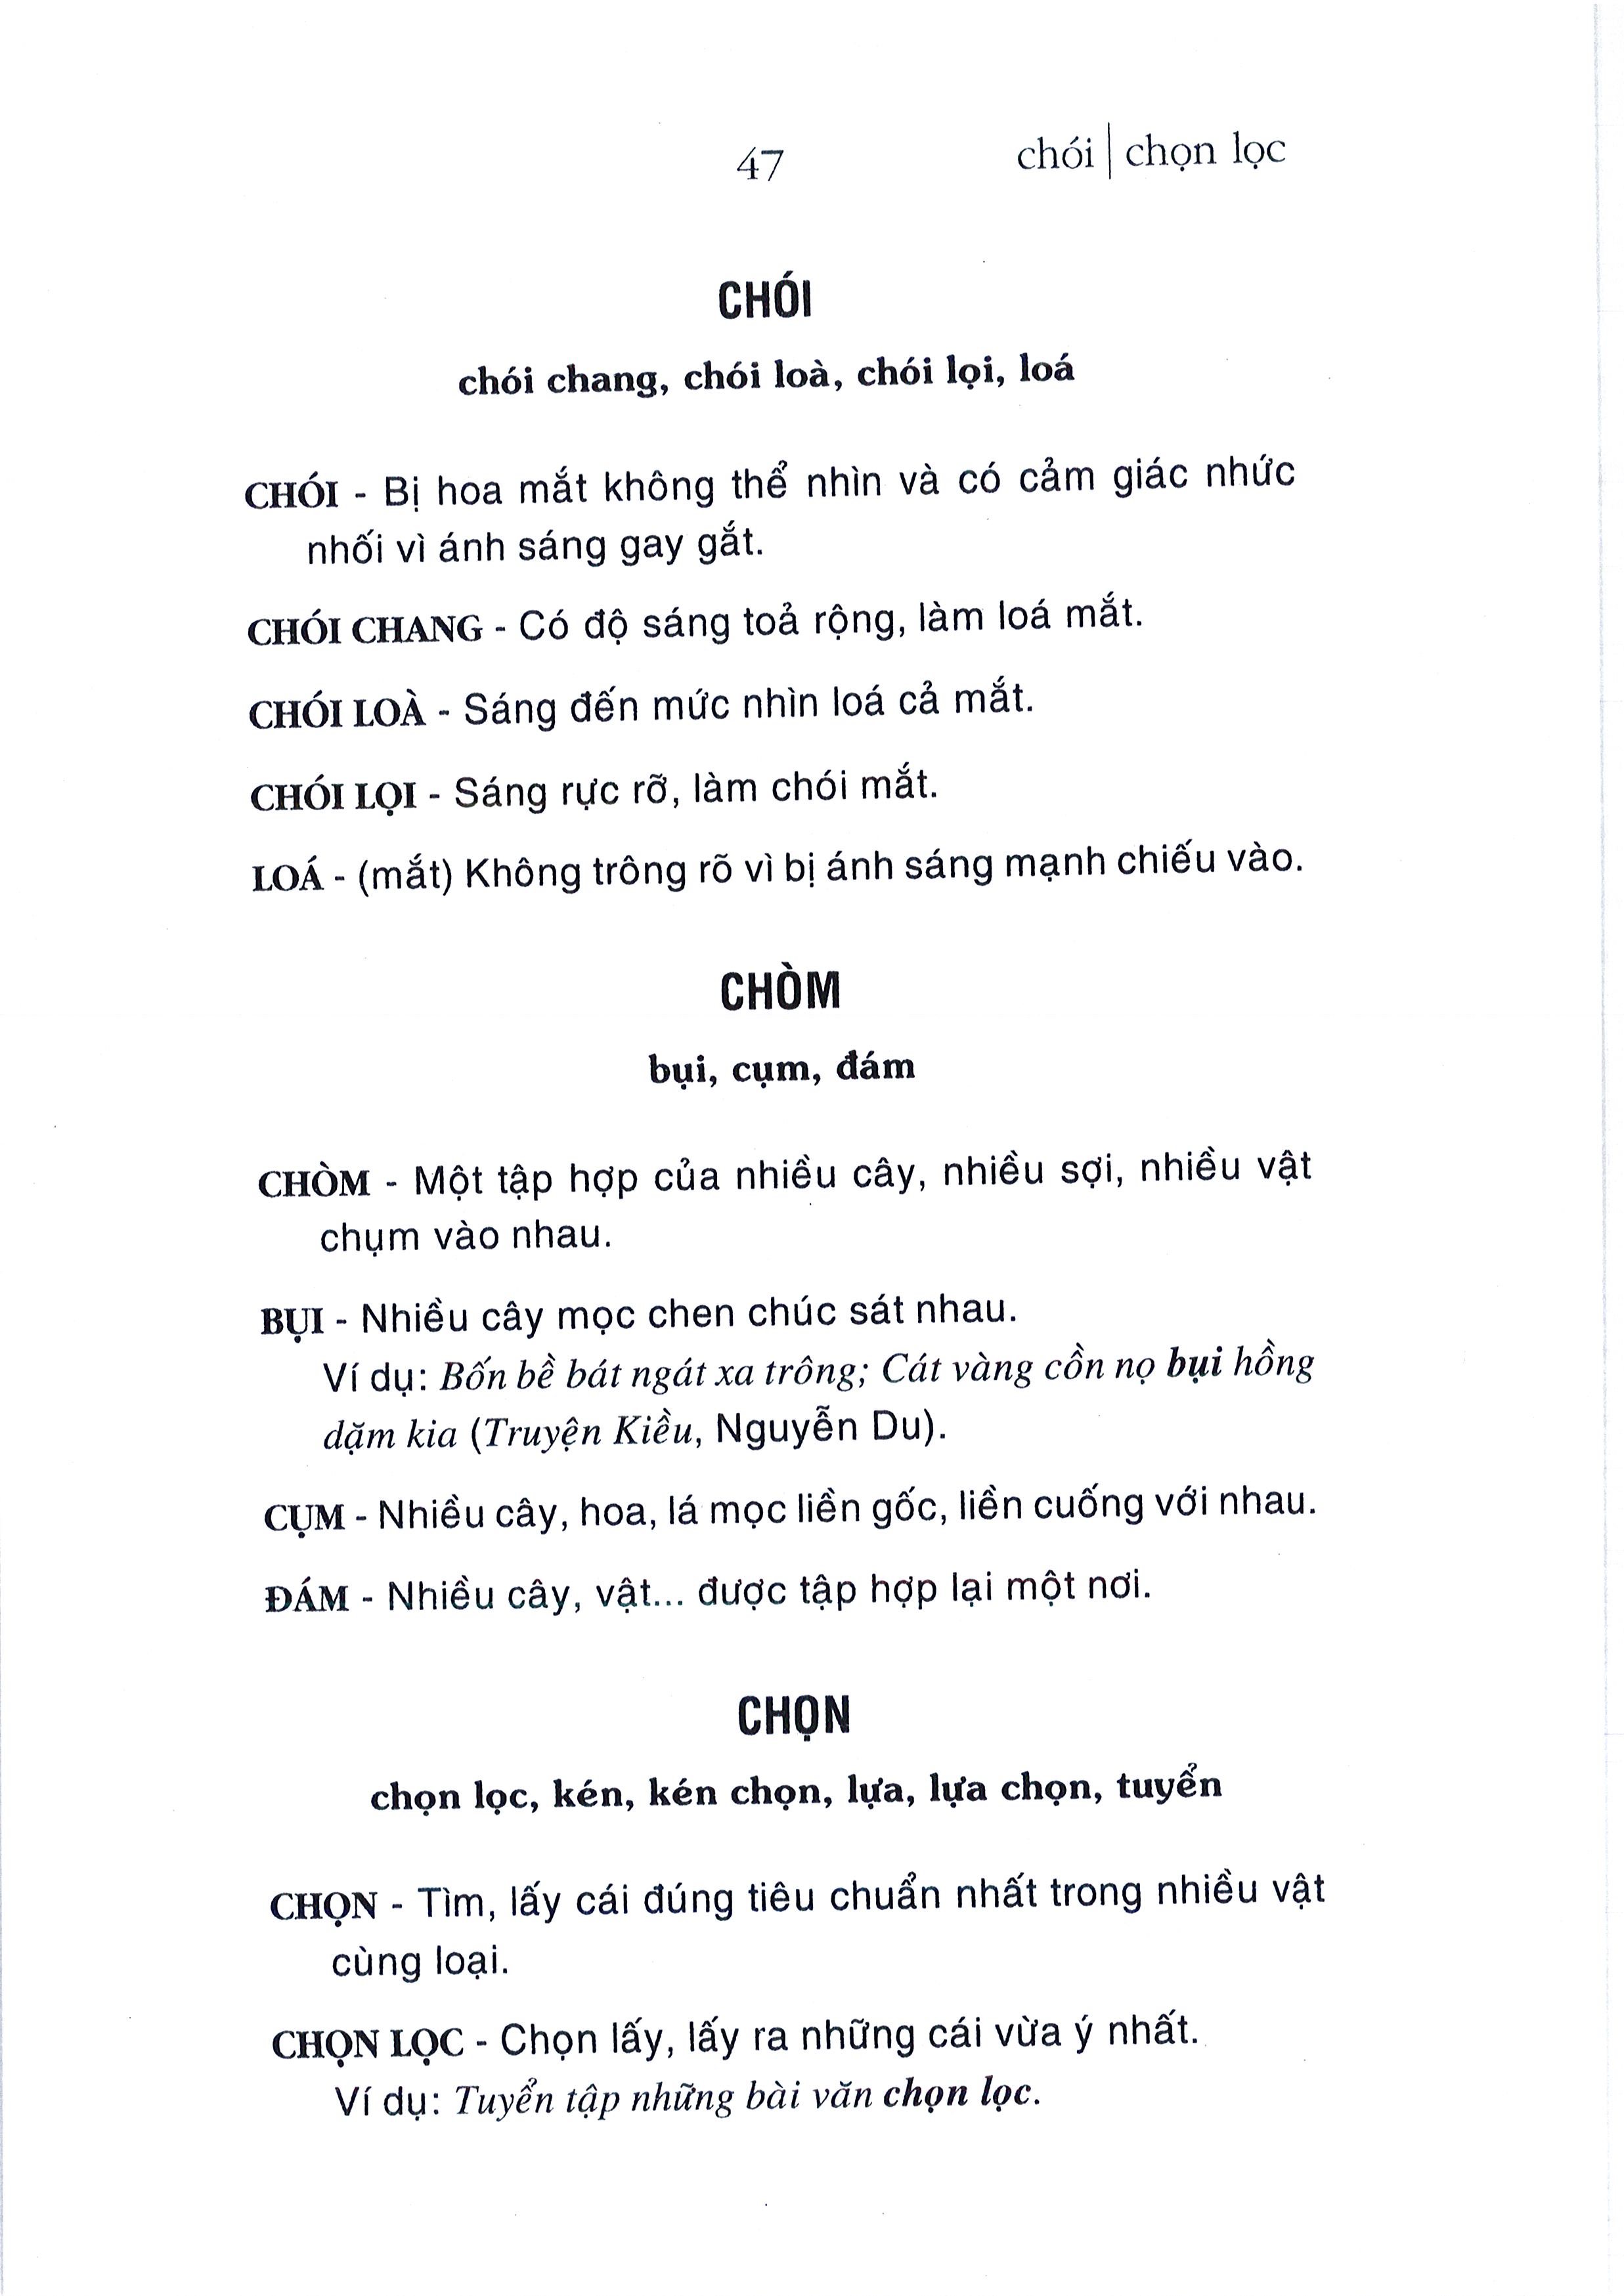 47
chói | chọn lọc
CHÓI
chói chang, chói loà, chói lọi, loá
CHÓI - Bị hoa mắt không thể nhìn và có cảm giác nhức
nhối vì ánh sáng gay gắt.
CHÓI CHANG - Có độ sáng toả rộng, làm loá mắt.
CHÓI LOÀ - Sáng đến mức nhìn loá cả mắt.
CHÓI LỌI - Sáng rực rỡ, làm chói mắt.
LOÁ - (mắt) Không trông rõ vì bị ánh sáng mạnh chiếu vào.
CHÒM
bụi, cụm, đám
CHÒM - Một tập hợp của nhiều cây, nhiều sợi, nhiều vật
chụm vào nhau.
BỤI - Nhiều cây mọc chen chúc sát nhau.
Ví dụ: Bốn bề bát ngát xa trông; Cát vàng cồn nọ bụi hồng
dặm kia (Truyện Kiều, Nguyễn Du).
CỤM - Nhiều cây, hoa, lá mọc liền gốc, liền cuống với nhau.
ĐÁM - Nhiều cây, vật... được tập hợp lại một nơi.
CHỌN
chọn lọc, kén, kén chọn, lựa, lựa chọn, tuyển
CHỌN - Tìm, lấy cái đúng tiêu chuẩn nhất trong nhiều vật
cùng loại.
CHỌN LỌC - Chọn lấy, lấy ra những cái vừa ý nhất.
Ví dụ: Tuyển tập những bài văn chọn lọc.